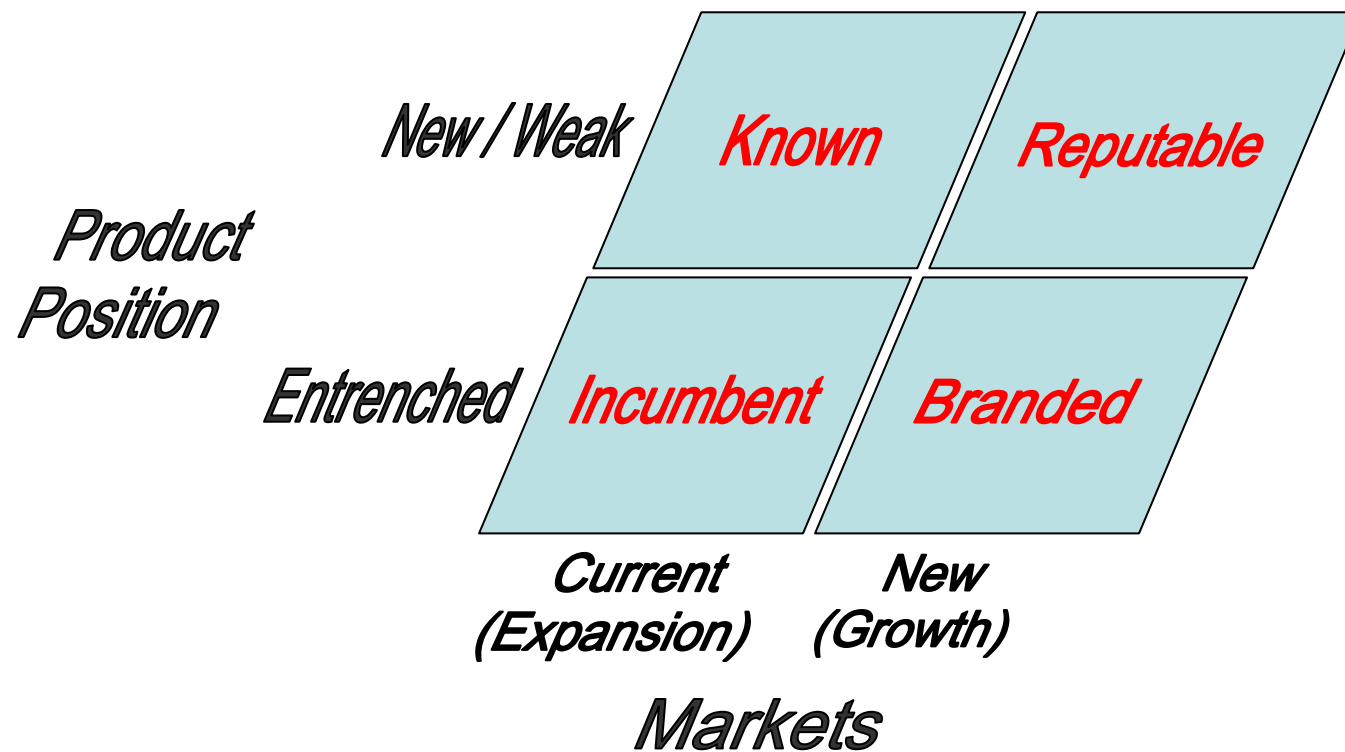 New / Weak
Known
Reputable
Product
Position
Entrenched
Incumbent
Branded
Current
(Expansion)
New
(Growth)
Markets